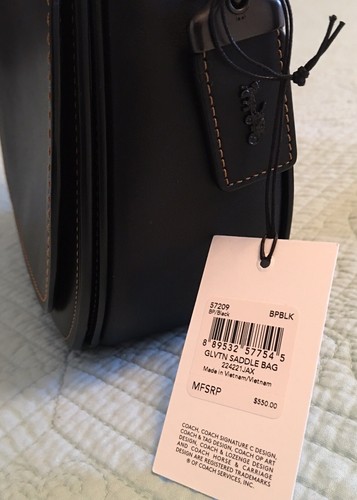 57209
BP/Black
BPBLK
8 89532 57754 5
GLVTN SADDLE BAG
224221JAX
Made in Vietnam/Vietnam
MFSRP
$550.00
COACH, COACH SIGNATURE C DESIGN,
COACH & TAG DESIGN, COACH OP ART
DESIGN, COACH & LOZENGE DESIGN
AND COACH HORSE & CARRIAGE
DESIGN ARE REGISTERED TRADEMARKS
® OF COACH SERVICES, INC.